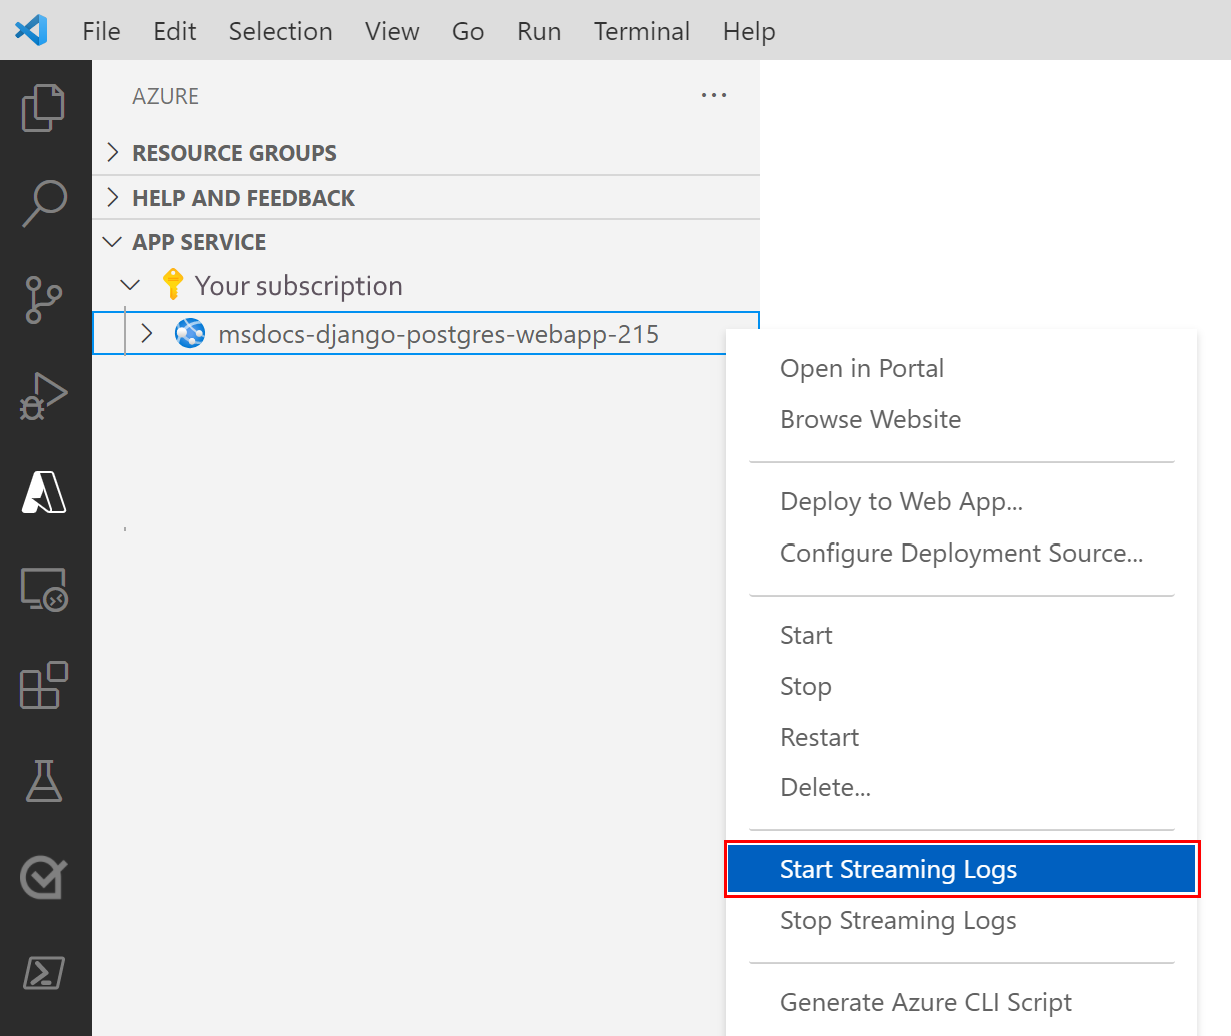 File Edit Selection View Go Run Terminal Help
AZURE
RESOURCE GROUPS
HELP AND FEEDBACK
APP SERVICE
Your subscription
msdocs-django-postgres-webapp-215
Open in Portal
Browse Website
Deploy to Web App...
Configure Deployment Source...
Start
Stop
Restart
Delete...
Start Streaming Logs
Stop Streaming Logs
Generate Azure CLI Script